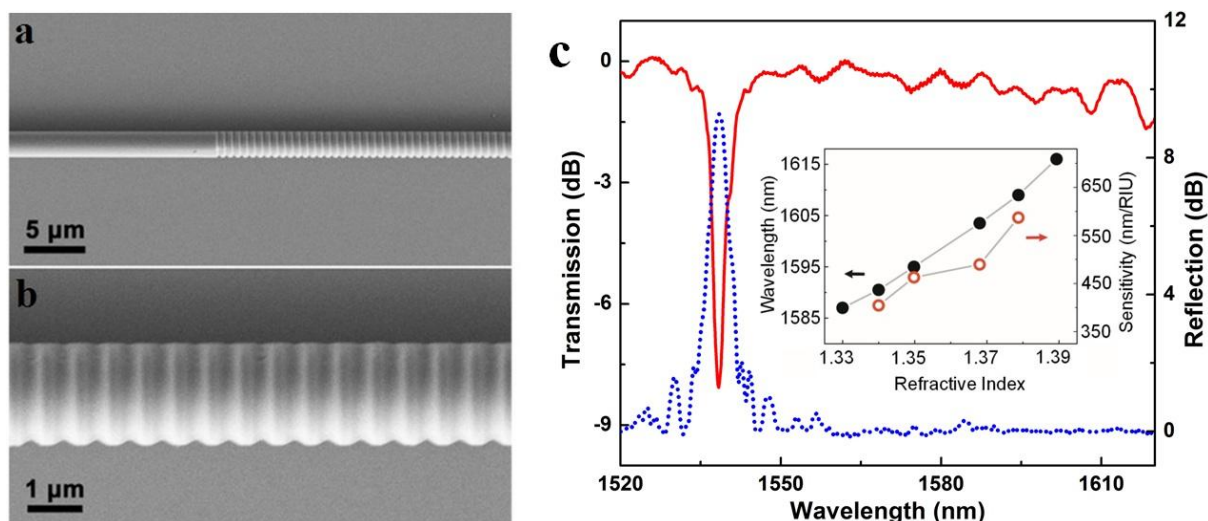 a
5 μm
b
1 μm
c
Transmission (dB)
0
-3
-6
-9
1520
1550
1580
1610
Wavelength (nm)
12
8
4
0
Reflection (dB)
Wavelength (nm)
1615
1605
1595
1585
1.33
1.35
1.37
1.39
Refractive Index
650
550
450
350
Sensitivity (nm/RIU)